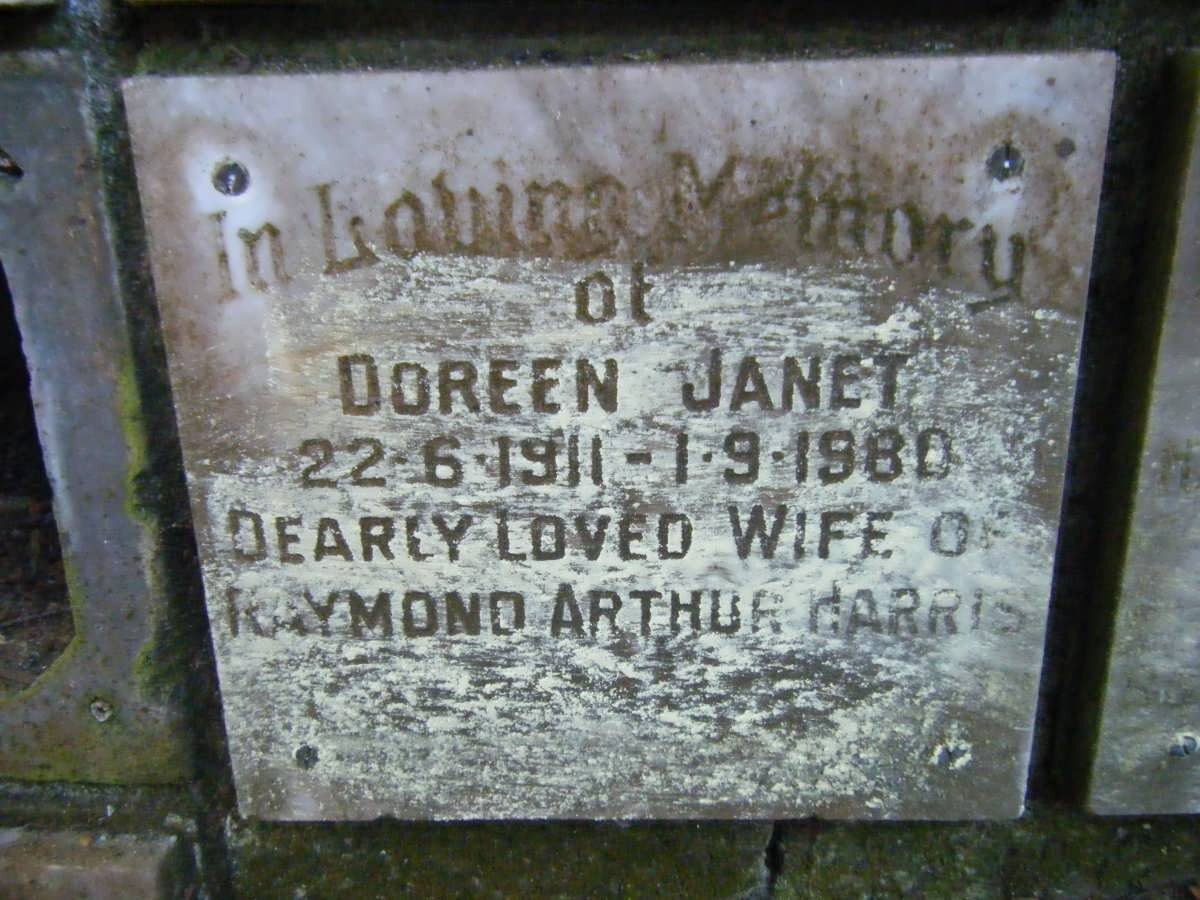 In Loving Memory
of
DOREEN JANET
22·6·1911 - 1·9·1980
DEARLY LOVED WIFE OF
RAYMOND ARTHUR HARRIS